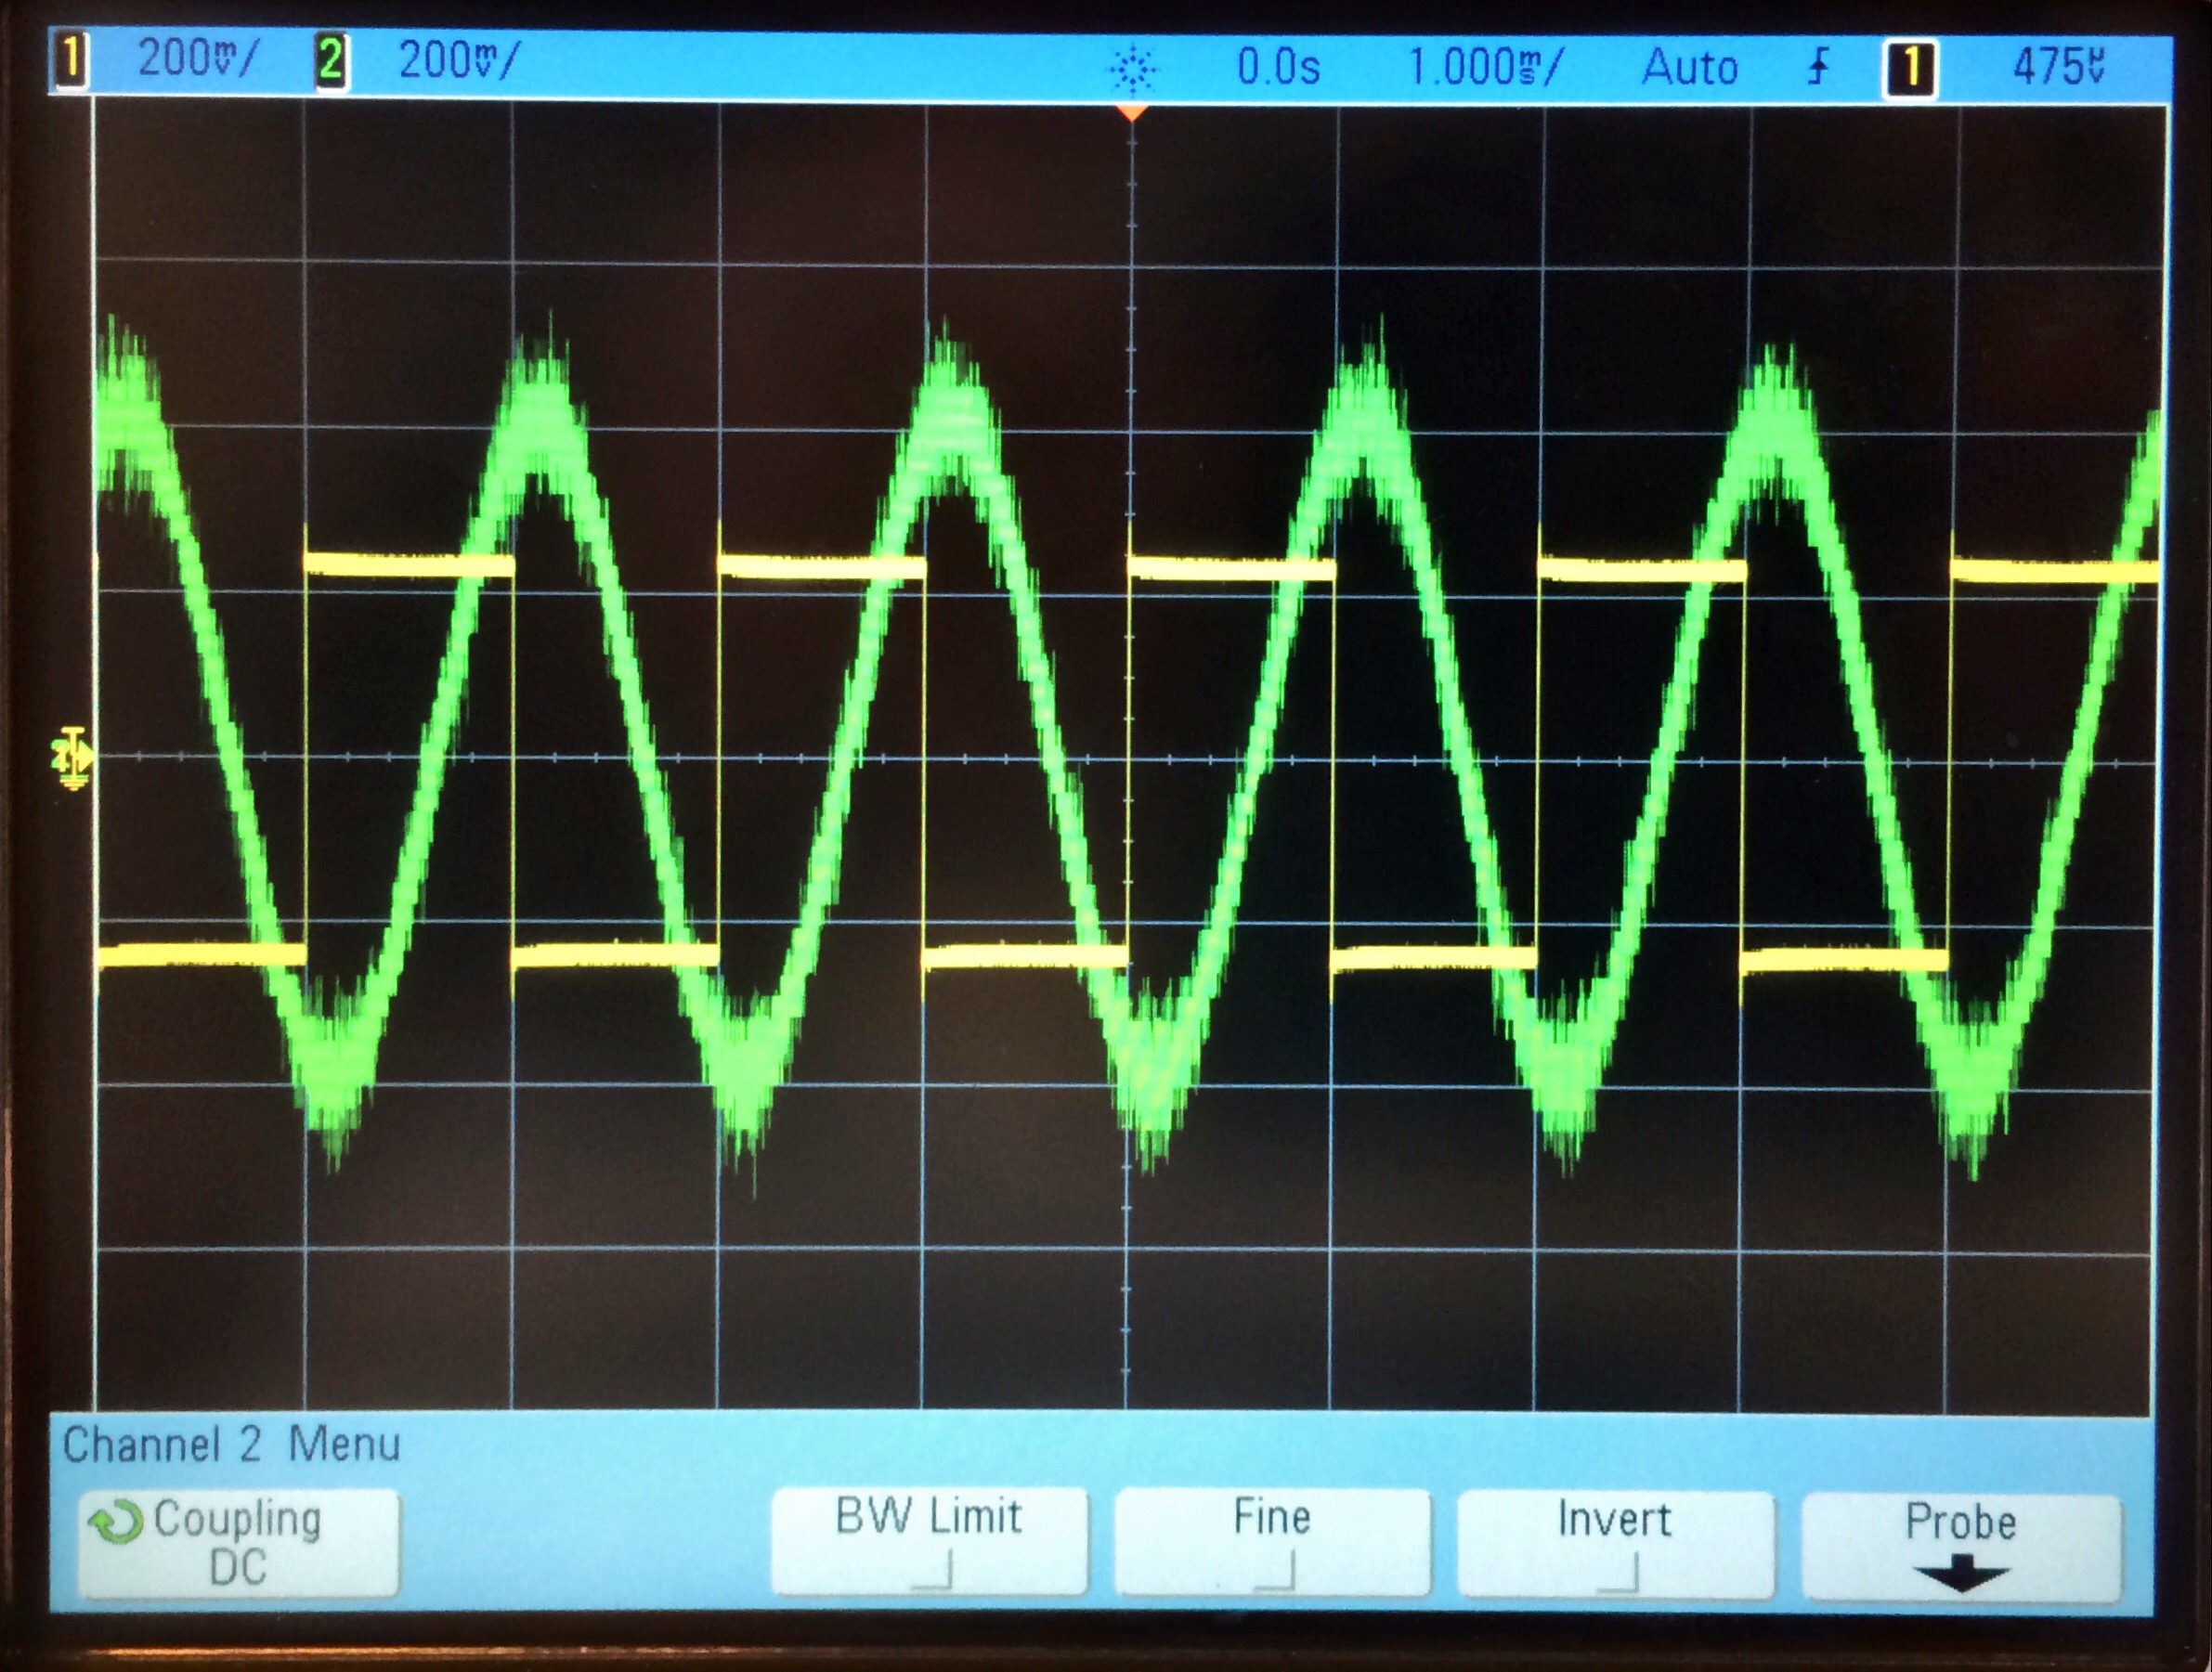 1 200mV/ 2 200mV/ 0.0s 1.000ms/ Auto 1 475µV
Channel 2 Menu
Coupling BW Limit Fine Invert Probe
DC